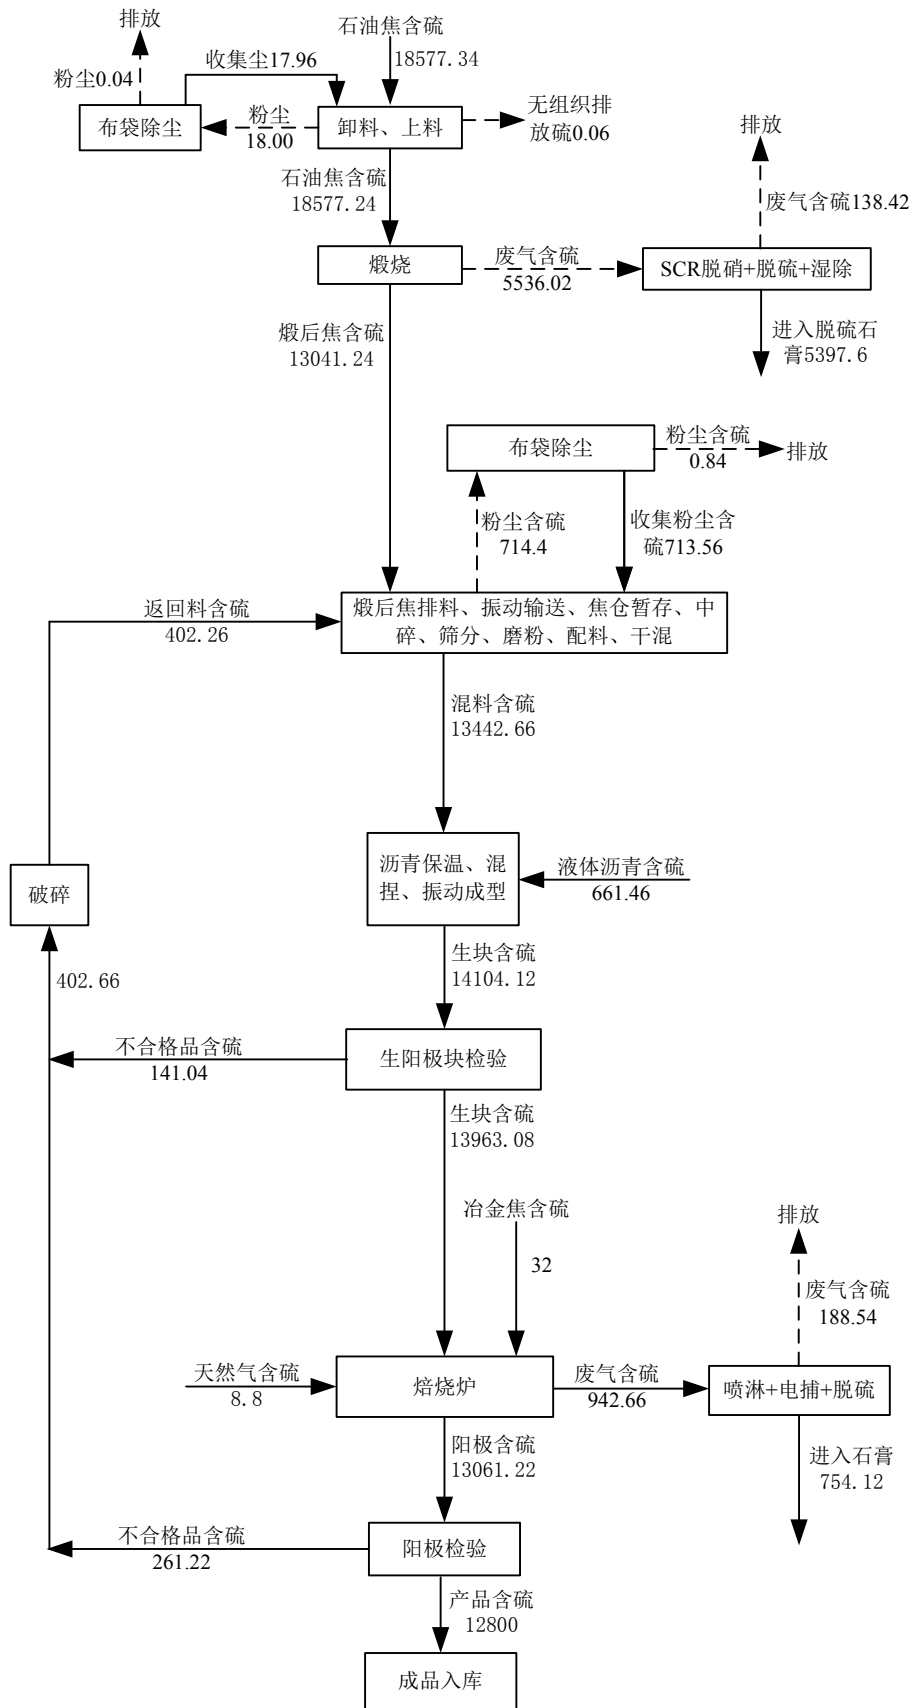 排放
石油焦含硫
18577.34
收集尘17.96
粉尘0.04
布袋除尘
粉尘
18.00
卸料、上料
无组织排
放硫0.06
排放
石油焦含硫
18577.24
废气含硫138.42
煅烧
废气含硫
5536.02
SCR脱硝+脱硫+湿除
煅后焦含硫
13041.24
进入脱硫石
膏5397.6
布袋除尘
粉尘含硫
0.84
排放
粉尘含硫
714.4
收集粉尘含
硫713.56
返回料含硫
402.26
煅后焦排料、振动输送、焦仓暂存、中
碎、筛分、磨粉、配料、干混
混料含硫
13442.66
破碎
沥青保温、混
捏、振动成型
液体沥青含硫
661.46
402.66
生块含硫
14104.12
不合格品含硫
141.04
生阳极块检验
生块含硫
13963.08
冶金焦含硫
32
排放
废气含硫
188.54
天然气含硫
8.8
焙烧炉
废气含硫
942.66
喷淋+电捕+脱硫
阳极含硫
13061.22
进入石膏
754.12
不合格品含硫
261.22
阳极检验
产品含硫
12800
成品入库